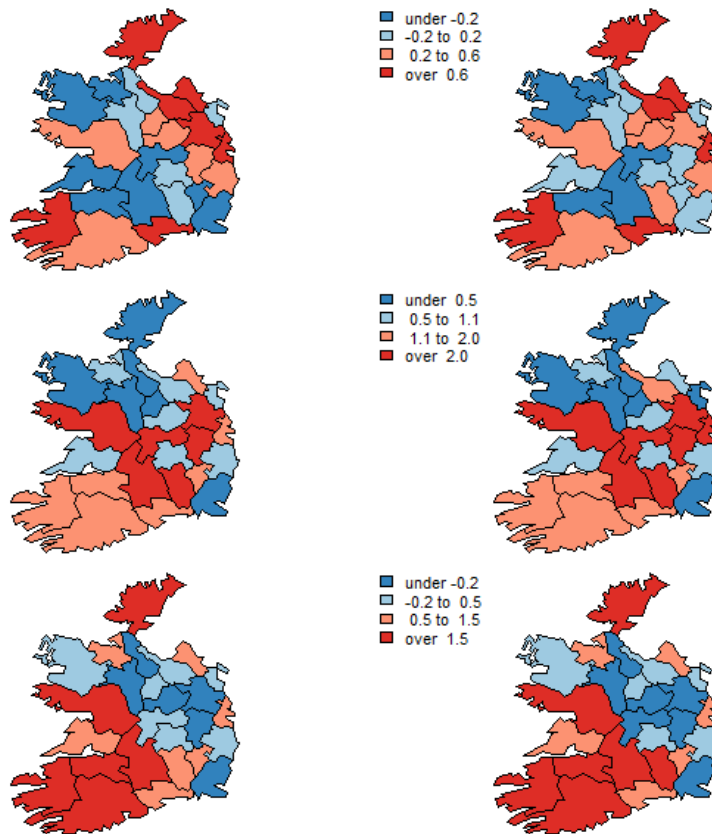 under -0.2
-0.2 to 0.2
0.2 to 0.6
over 0.6
under 0.5
0.5 to 1.1
1.1 to 2.0
over 2.0
under -0.2
-0.2 to 0.5
0.5 to 1.5
over 1.5